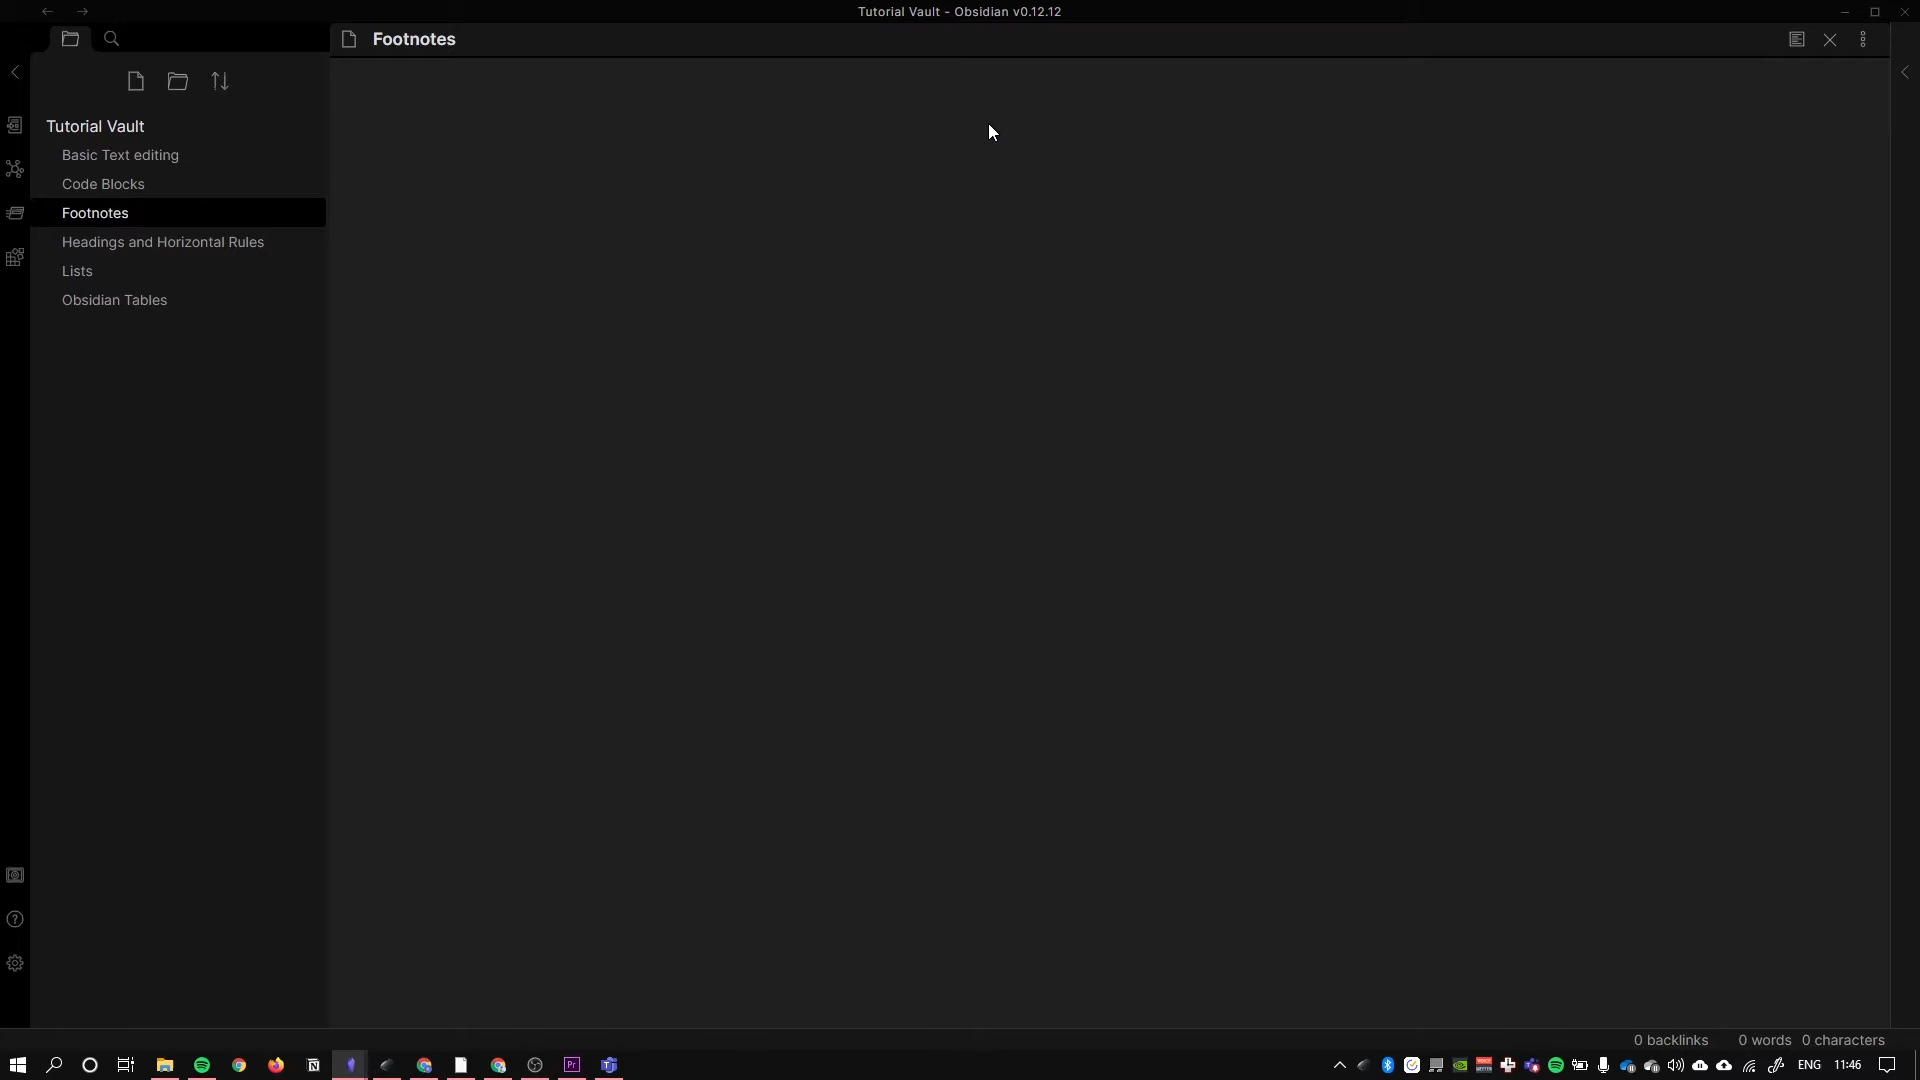 Tutorial Vault - Obsidian v0.12.12
Footnotes
Tutorial Vault
Basic Text editing
Code Blocks
Footnotes
Headings and Horizontal Rules
Lists
Obsidian Tables
0 backlinks 0 words 0 characters
Pr
ENG 11:46